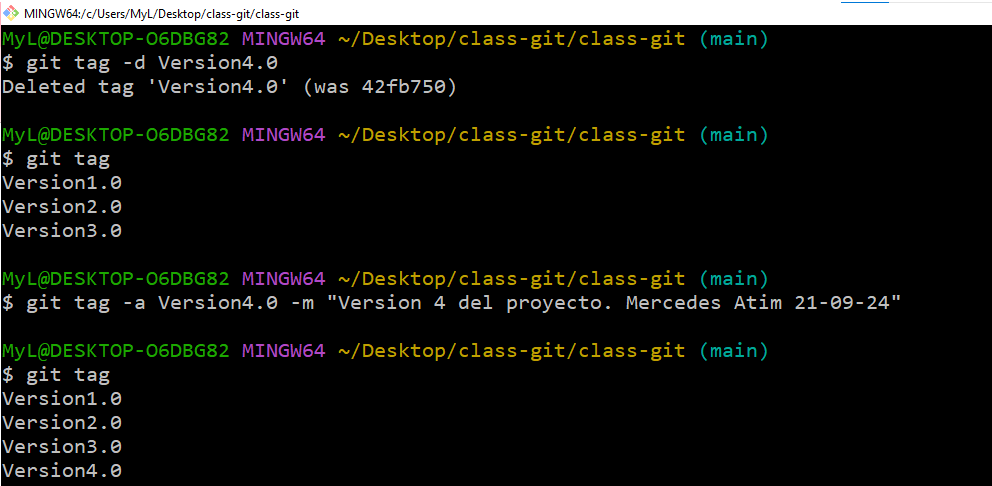 MINGW64:/c/Users/MyL/Desktop/class-git/class-git
MyL@DESKTOP-O6DBG82 MINGW64 ~/Desktop/class-git/class-git (main)
$ git tag -d Version4.0
Deleted tag 'Version4.0' (was 42fb750)
MyL@DESKTOP-O6DBG82 MINGW64 ~/Desktop/class-git/class-git (main)
$ git tag
Version1.0
Version2.0
Version3.0
MyL@DESKTOP-O6DBG82 MINGW64 ~/Desktop/class-git/class-git (main)
$ git tag -a Version4.0 -m "Version 4 del proyecto. Mercedes Atim 21-09-24"
MyL@DESKTOP-O6DBG82 MINGW64 ~/Desktop/class-git/class-git (main)
$ git tag
Version1.0
Version2.0
Version3.0
Version4.0